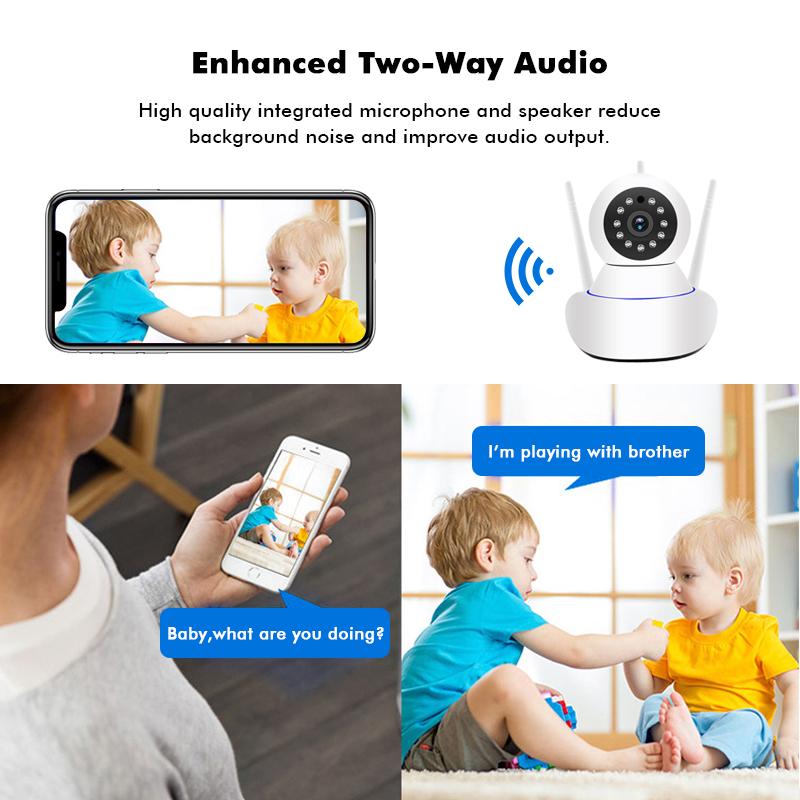 Enhanced Two-Way Audio
High quality integrated microphone and speaker reduce
background noise and improve audio output.
I'm playing with brother
Baby,what are you doing?